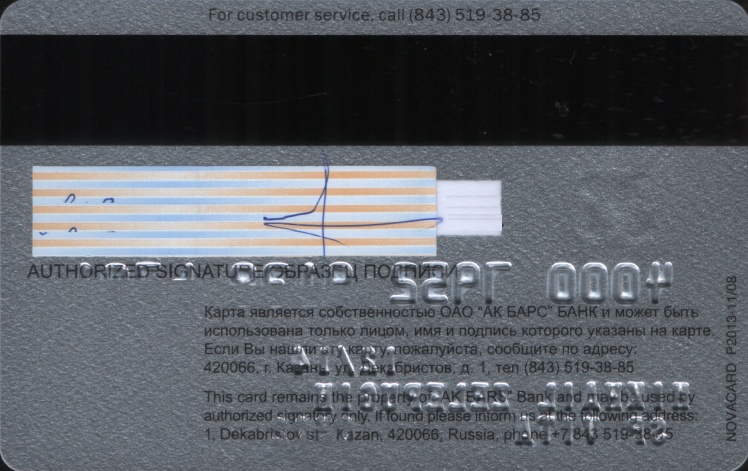 For customer service, call (843) 519-38-85
AUTHORIZED SIGNATURE/ОБРАЗЕЦ ПОДПИСИ
Карта является собственностью ОАО "АК БАРС" БАНК и может быть
использована только лицом, имя и подпись которого указаны на карте.
Если Вы нашли эту карту пожалуйста, сообщите по адресу:
420066, г. Казань, ул. Декабристов, д. 1, тел (843) 519-38-85
This card remains the property of "AK BARS" Bank and may be used by
authorized signatory only. If found please inform us at the following address:
1, Dekabristov st Kazan, 420066, Russia, phone +7 843 519-38-85
NOVACARD P2013-11/08